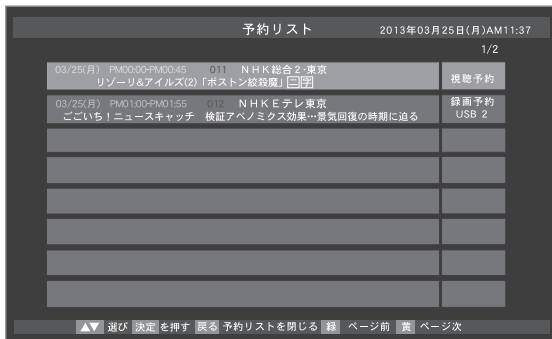 予約リスト 2013年03月25日(月)AM11:37
1/2
03/25(月) PM00:00-PM00:45 011 NHK総合2・東京
リゾーリ&アイルズ(2)「ボストン絞殺魔」二字
視聴予約
03/25(月) PM01:00-PM01:55 012 NHKEテレ東京
ごごいち！ニュースキャッチ 検証アベノミクス効果…景気回復の時期に迫る
録画予約
USB 2
▲▼ 選び 決定 を押す 戻る 予約リストを閉じる 緑 ページ前 黄 ページ次